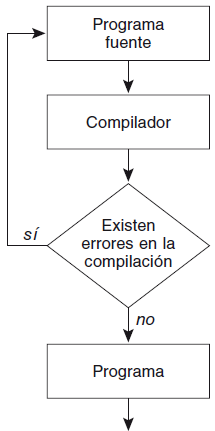 Programa
fuente
Compilador
Existen
errores en la
compilación
sí
no
Programa